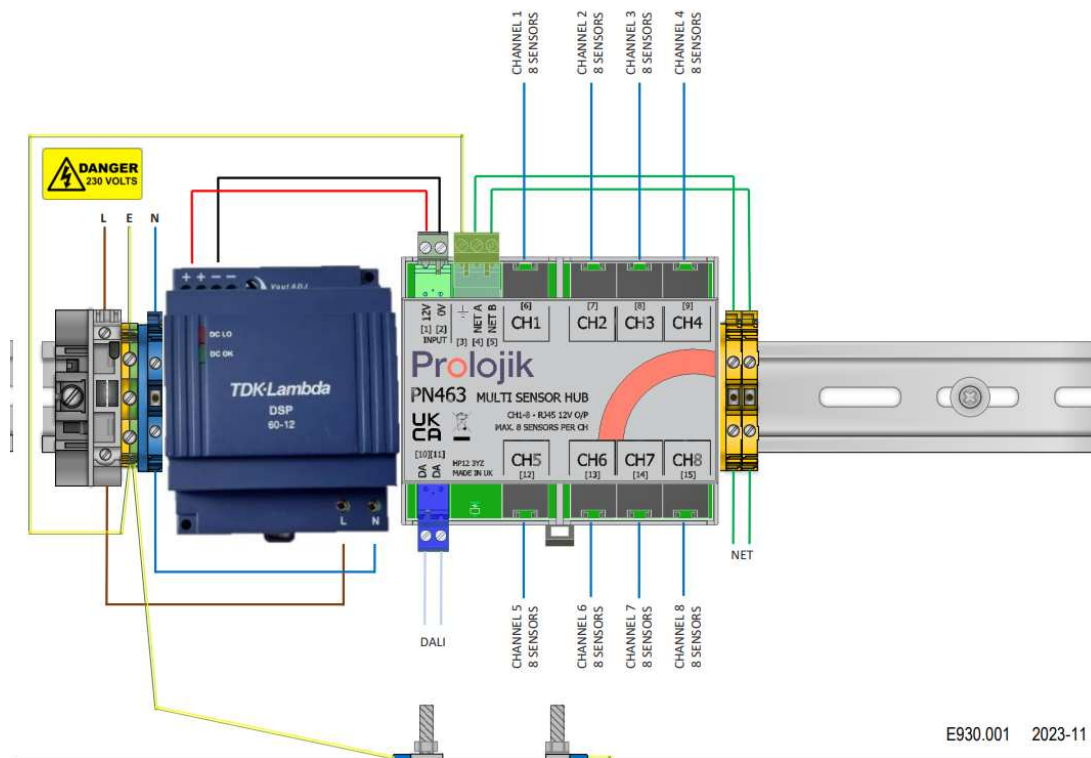 CHANNEL 1
8 SENSORS
CHANNEL 2
8 SENSORS
CHANNEL 3
8 SENSORS
CHANNEL 4
8 SENSORS
DANGER
230 VOLTS
L E N
+ + − −
Vout ADJ
DC LO
DC OK
TDK-Lambda
DSP
60-12
L N
12V 0V
[1] [2]
INPUT
NET A NET B
[3] [4] [5]
[6] [7] [8] [9]
CH1 CH2 CH3 CH4
Prolojik
PN463 MULTI SENSOR HUB
CH1-8 - RJ45 12V O/P
MAX. 8 SENSORS PER CH
UK
CA
[10][11]
DA DA
HP12 3YZ
MADE IN UK
CH5 CH6 CH7 CH8
[12] [13] [14] [15]
NET
DALI
CHANNEL 5
8 SENSORS
CHANNEL 6
8 SENSORS
CHANNEL 7
8 SENSORS
CHANNEL 8
8 SENSORS
E930.001 2023-11